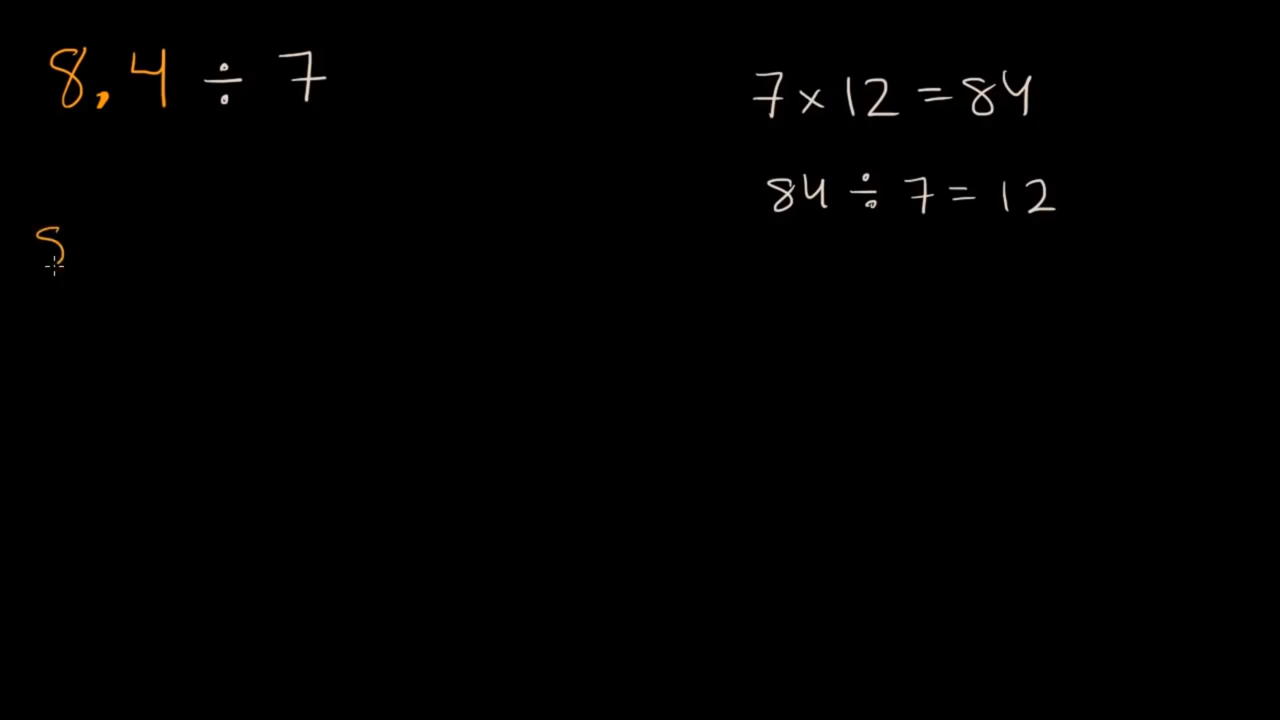 8,4 ÷ 7
7 × 12 = 84
84 ÷ 7 = 12